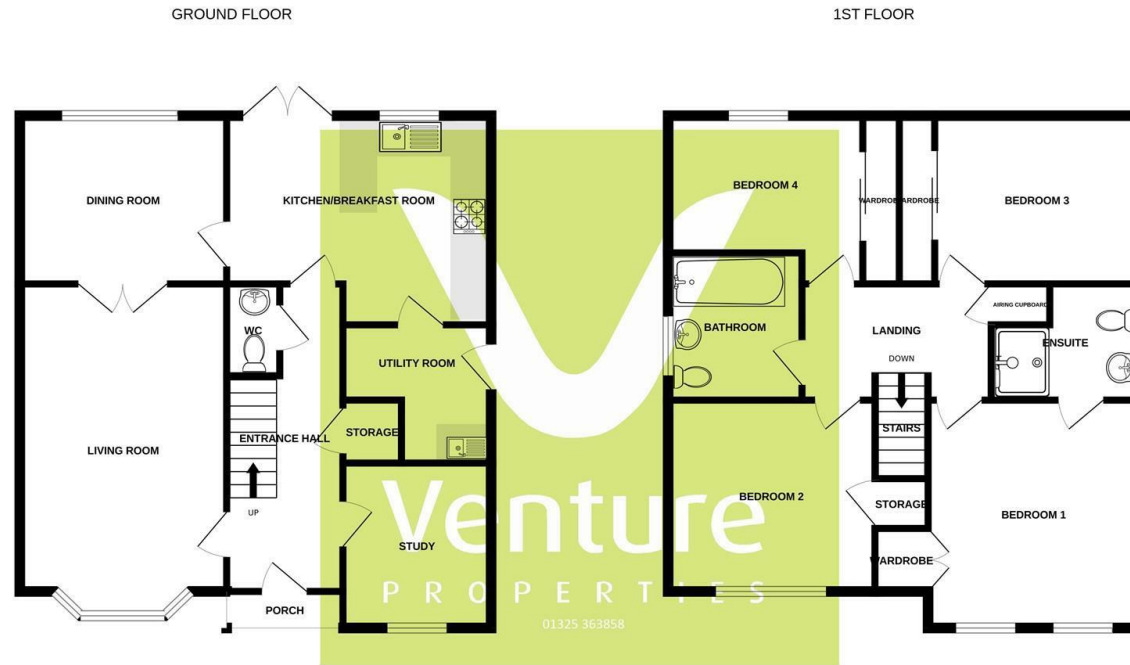 GROUND FLOOR
1ST FLOOR
DINING ROOM
KITCHEN/BREAKFAST ROOM
WC
UTILITY ROOM
STORAGE
ENTRANCE HALL
LIVING ROOM
UP
STUDY
PORCH
BEDROOM 4
WARDROBE
WARDROBE
BEDROOM 3
BATHROOM
LANDING
DOWN
AIRING CUPBOARD
ENSUITE
STAIRS
BEDROOM 2
STORAGE
WARDROBE
BEDROOM 1
Venture
PROPERTIES
01325 363858